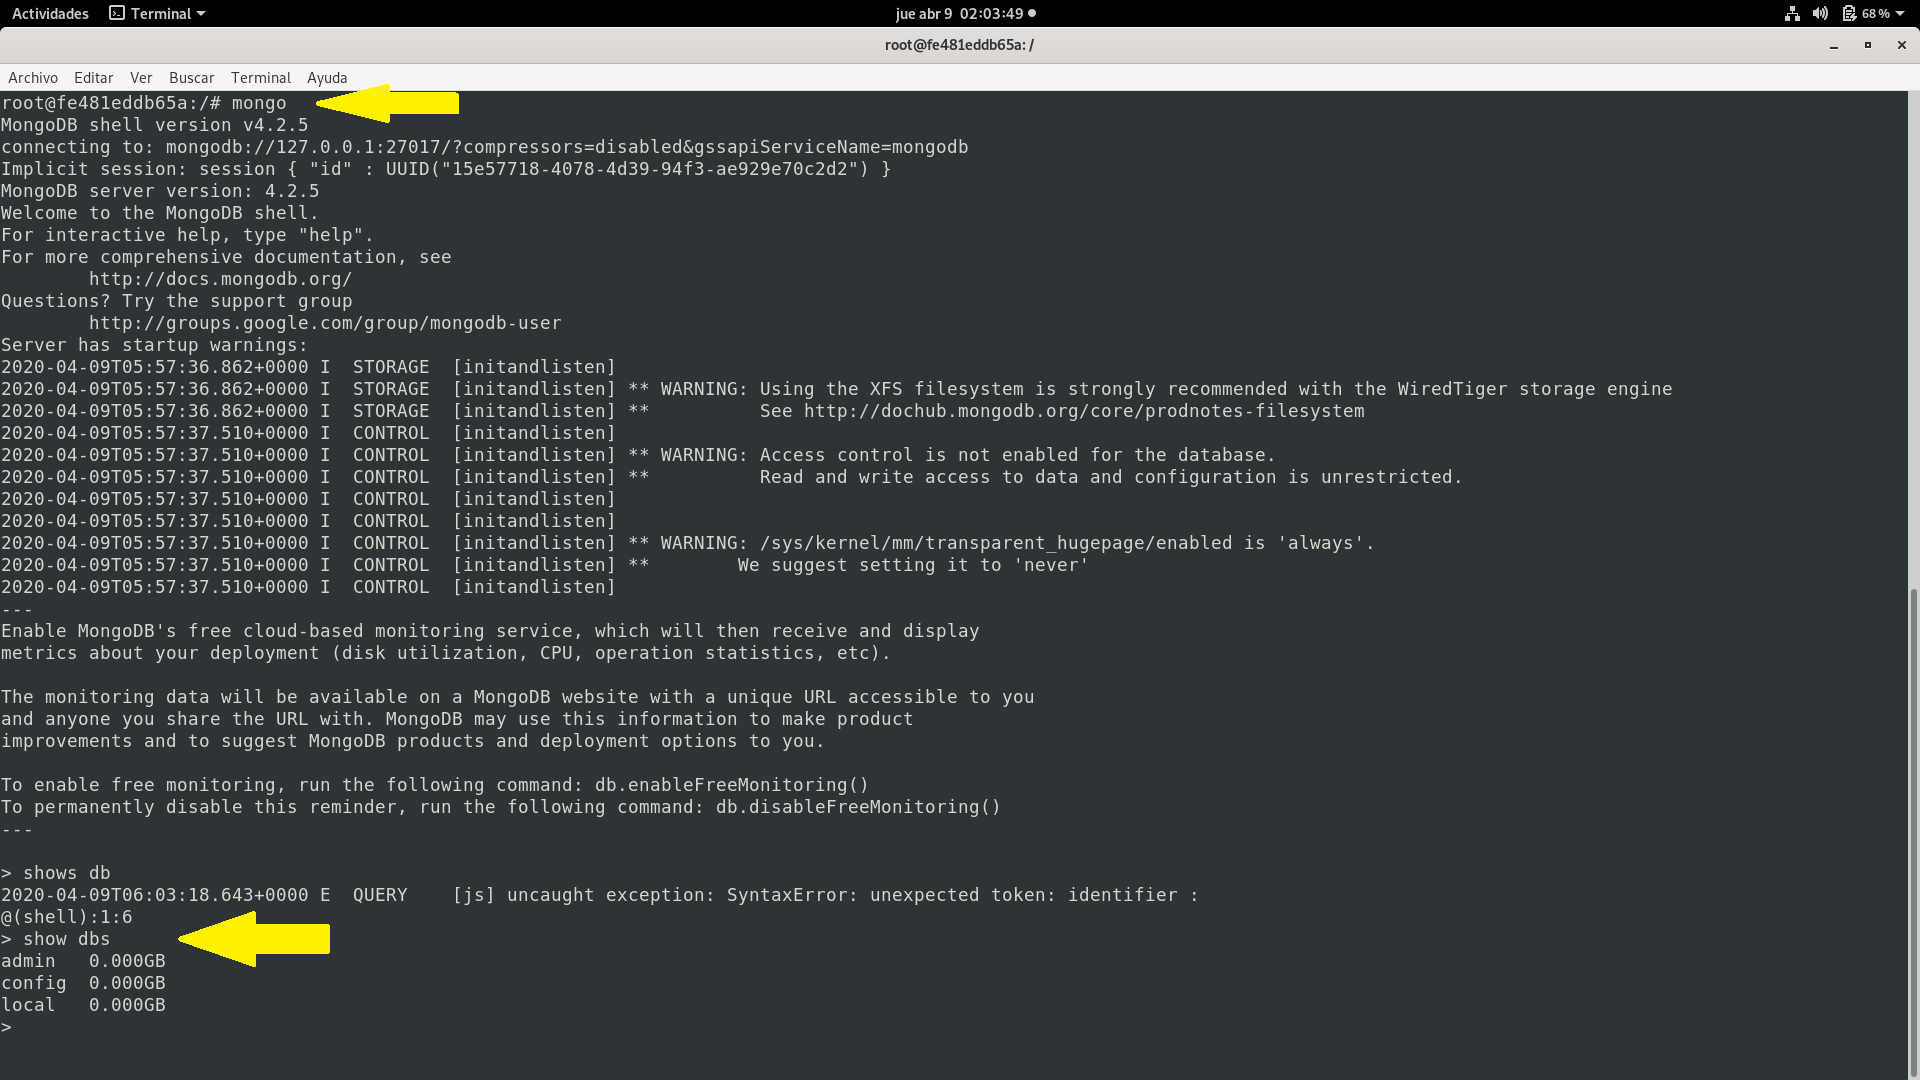 Actividades Terminal jue abr 9 02:03:49 68 %
root@fe481eddb65a: /
Archivo Editar Ver Buscar Terminal Ayuda
root@fe481eddb65a:/# mongo
MongoDB shell version v4.2.5
connecting to: mongodb://127.0.0.1:27017/?compressors=disabled&gssapiServiceName=mongodb
Implicit session: session { "id" : UUID("15e57718-4078-4d39-94f3-ae929e70c2d2") }
MongoDB server version: 4.2.5
Welcome to the MongoDB shell.
For interactive help, type "help".
For more comprehensive documentation, see
        http://docs.mongodb.org/
Questions? Try the support group
        http://groups.google.com/group/mongodb-user
Server has startup warnings:
2020-04-09T05:57:36.862+0000 I  STORAGE  [initandlisten]
2020-04-09T05:57:36.862+0000 I  STORAGE  [initandlisten] ** WARNING: Using the XFS filesystem is strongly recommended with the WiredTiger storage engine
2020-04-09T05:57:36.862+0000 I  STORAGE  [initandlisten] **          See http://dochub.mongodb.org/core/prodnotes-filesystem
2020-04-09T05:57:37.510+0000 I  CONTROL  [initandlisten]
2020-04-09T05:57:37.510+0000 I  CONTROL  [initandlisten] ** WARNING: Access control is not enabled for the database.
2020-04-09T05:57:37.510+0000 I  CONTROL  [initandlisten] **          Read and write access to data and configuration is unrestricted.
2020-04-09T05:57:37.510+0000 I  CONTROL  [initandlisten]
2020-04-09T05:57:37.510+0000 I  CONTROL  [initandlisten]
2020-04-09T05:57:37.510+0000 I  CONTROL  [initandlisten] ** WARNING: /sys/kernel/mm/transparent_hugepage/enabled is 'always'.
2020-04-09T05:57:37.510+0000 I  CONTROL  [initandlisten] **        We suggest setting it to 'never'
2020-04-09T05:57:37.510+0000 I  CONTROL  [initandlisten]
---
Enable MongoDB's free cloud-based monitoring service, which will then receive and display
metrics about your deployment (disk utilization, CPU, operation statistics, etc).

The monitoring data will be available on a MongoDB website with a unique URL accessible to you
and anyone you share the URL with. MongoDB may use this information to make product
improvements and to suggest MongoDB products and deployment options to you.

To enable free monitoring, run the following command: db.enableFreeMonitoring()
To permanently disable this reminder, run the following command: db.disableFreeMonitoring()
---

> shows db
2020-04-09T06:03:18.643+0000 E  QUERY    [js] uncaught exception: SyntaxError: unexpected token: identifier :
@(shell):1:6
> show dbs
admin   0.000GB
config  0.000GB
local   0.000GB
>